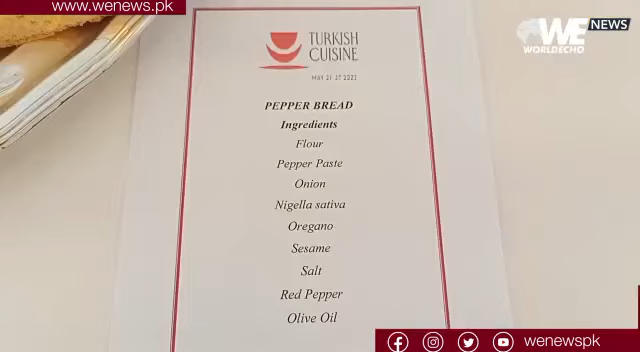 www.wenews.pk
WE NEWS
WORLDECHO
TURKISH
CUISINE
PEPPER BREAD
Ingredients
Flour
Pepper Paste
Onion
Nigella sativa
Oregano
Sesame
Salt
Red Pepper
Olive Oil
wenewspk